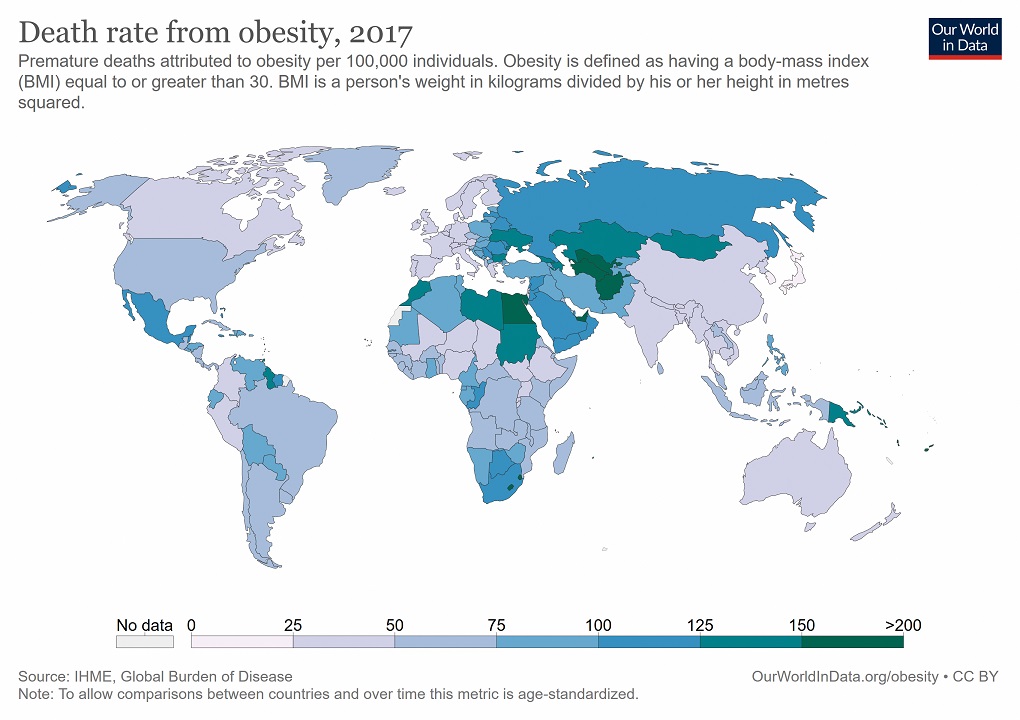 Death rate from obesity, 2017
Our World
in Data
Premature deaths attributed to obesity per 100,000 individuals. Obesity is defined as having a body-mass index
(BMI) equal to or greater than 30. BMI is a person's weight in kilograms divided by his or her height in metres
squared.
No data 0 25 50 75 100 125 150 >200
Source: IHME, Global Burden of Disease
OurWorldInData.org/obesity • CC BY
Note: To allow comparisons between countries and over time this metric is age-standardized.